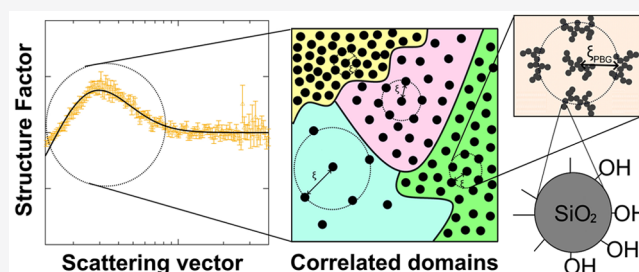 Structure Factor
Scattering vector
ξ
ξ
ξ
ξ
Correlated domains
ξPBG
SiO₂
OH
OH
OH
OH